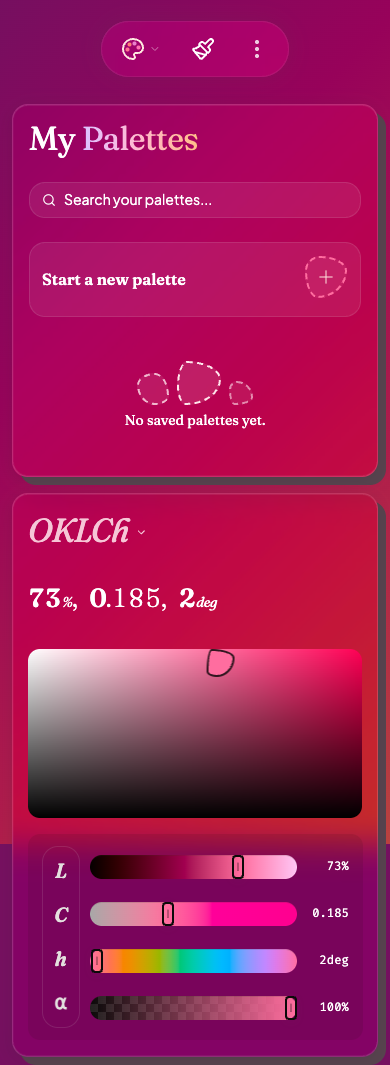 My Palettes
Search your palettes...
Start a new palette
No saved palettes yet.
OKLCh
73%, 0.185, 2deg
L 73%
C 0.185
h 2deg
α 100%